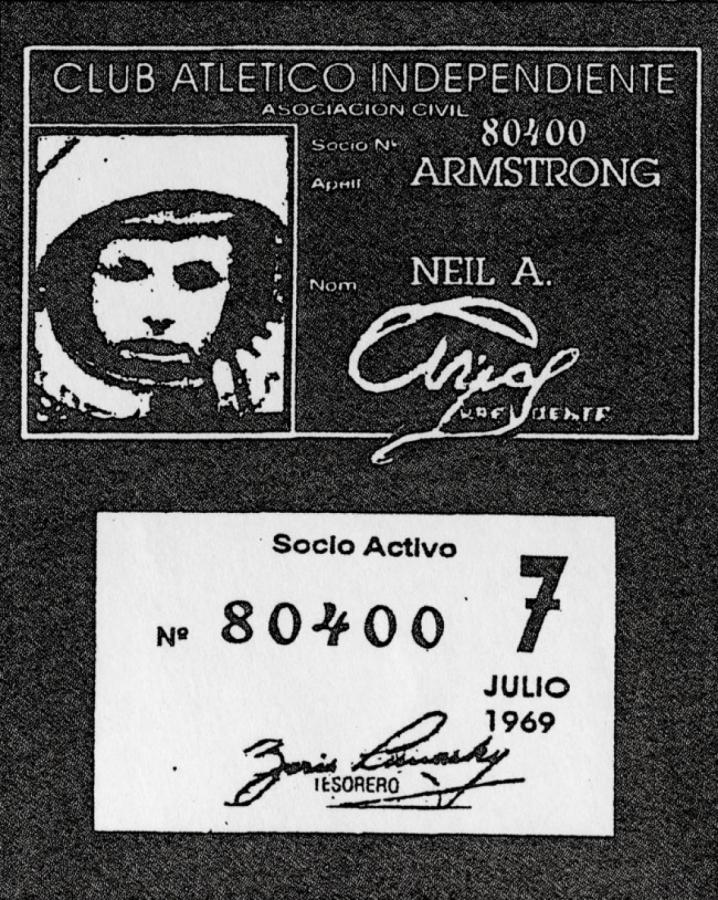 CLUB ATLETICO INDEPENDIENTE
ASOCIACION CIVIL
Socio Nº 80400
Apell ARMSTRONG
Nom NEIL A.
PRESIDENTE
Socio Activo
7
Nº 80400
JULIO
1969
TESORERO